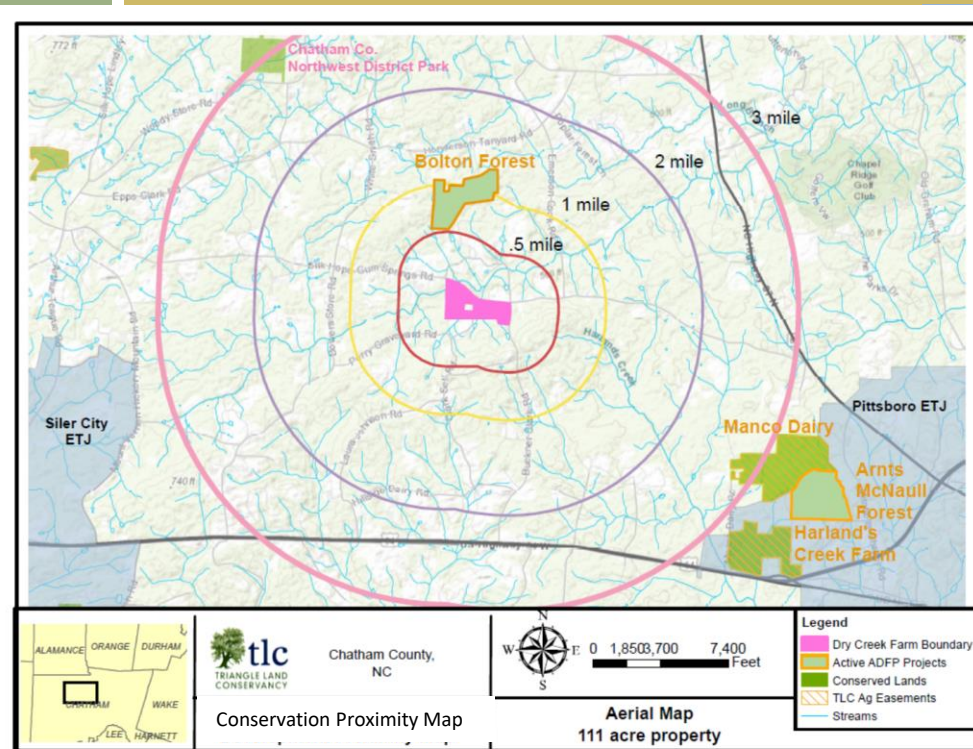 772 ft
Chatham Co.
Northwest District Park
3 mile
2 mile
Bolton Forest
Chapel
Ridge
Golf
Club
Epps-Clark Rd
1 mile
.5 mile
Silk Hope-Gum Springs Rd
Perry Graveyard Rd
Harlands Creek
Siler City
ETJ
Pittsboro ETJ
Manco Dairy
Arnts
McNaull
Forest
740 ft
Harland's
Creek Farm
ALAMANCE
ORANGE
DURHAM
CHATHAM
WAKE
LEE
HARNETT
tlc
TRIANGLE LAND
CONSERVANCY
Chatham County,
NC
Conservation Proximity Map
N
W
E
S
0 1,8503,700 7,400
Feet
Aerial Map
111 acre property
Legend
Dry Creek Farm Boundary
Active ADFP Projects
Conserved Lands
TLC Ag Easements
Streams